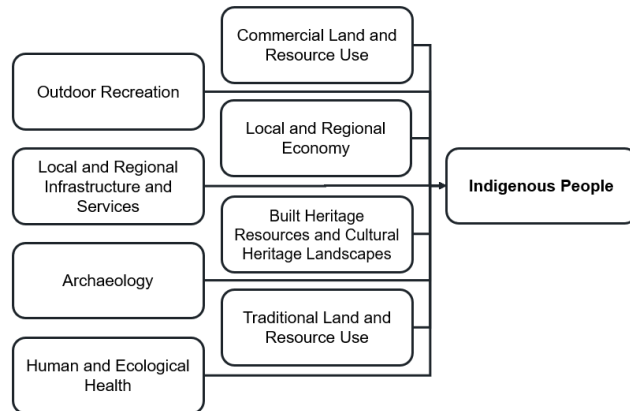 Commercial Land and
Resource Use
Outdoor Recreation
Local and Regional
Economy
Local and Regional
Infrastructure and
Services
Indigenous People
Built Heritage
Resources and Cultural
Heritage Landscapes
Archaeology
Traditional Land and
Resource Use
Human and Ecological
Health